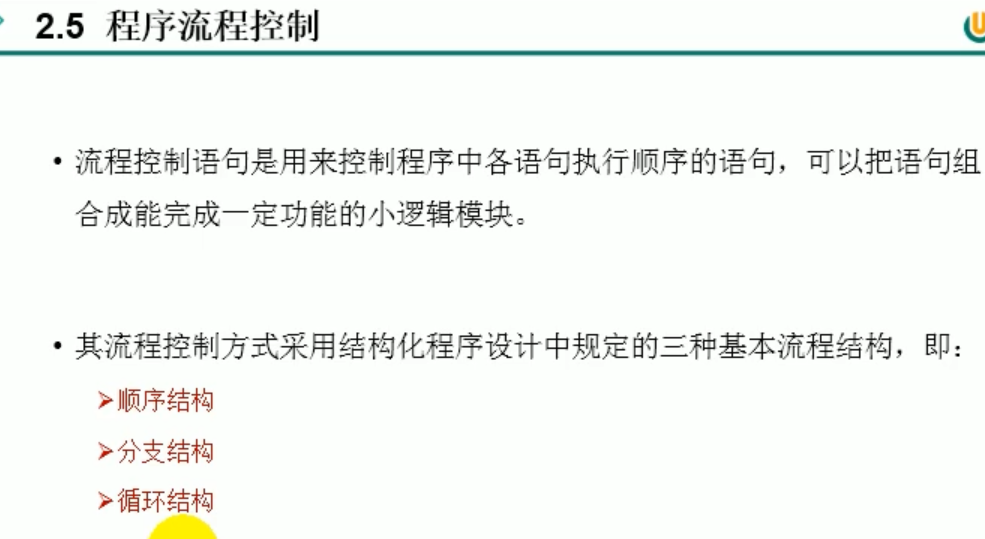 2.5 程序流程控制
• 流程控制语句是用来控制程序中各语句执行顺序的语句，可以把语句组
合成能完成一定功能的小逻辑模块。
• 其流程控制方式采用结构化程序设计中规定的三种基本流程结构，即：
➢顺序结构
➢分支结构
➢循环结构